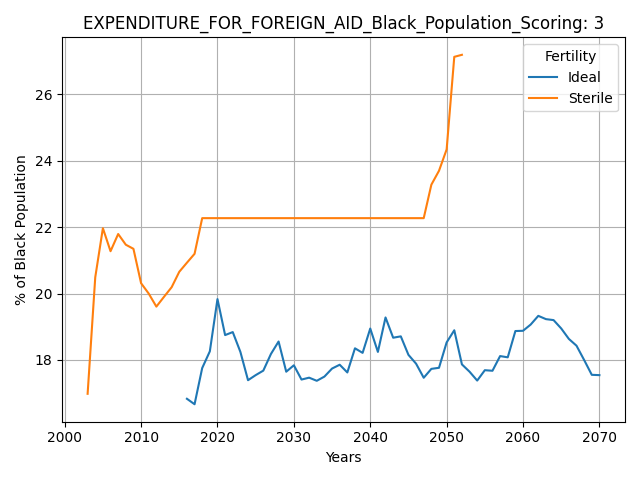 EXPENDITURE_FOR_FOREIGN_AID_Black_Population_Scoring: 3
Fertility
Ideal
Sterile
% of Black Population
26
24
22
20
18
2000 2010 2020 2030 2040 2050 2060 2070
Years